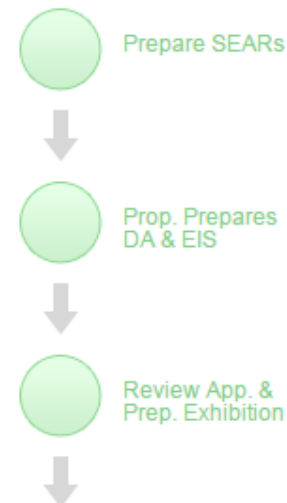 Prepare SEARs
Prop. Prepares
DA & EIS
Review App. &
Prep. Exhibition